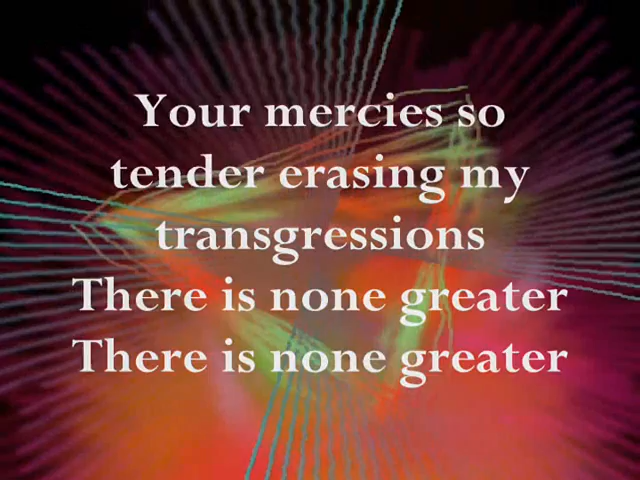 Your mercies so
tender erasing my
transgressions
There is none greater
There is none greater